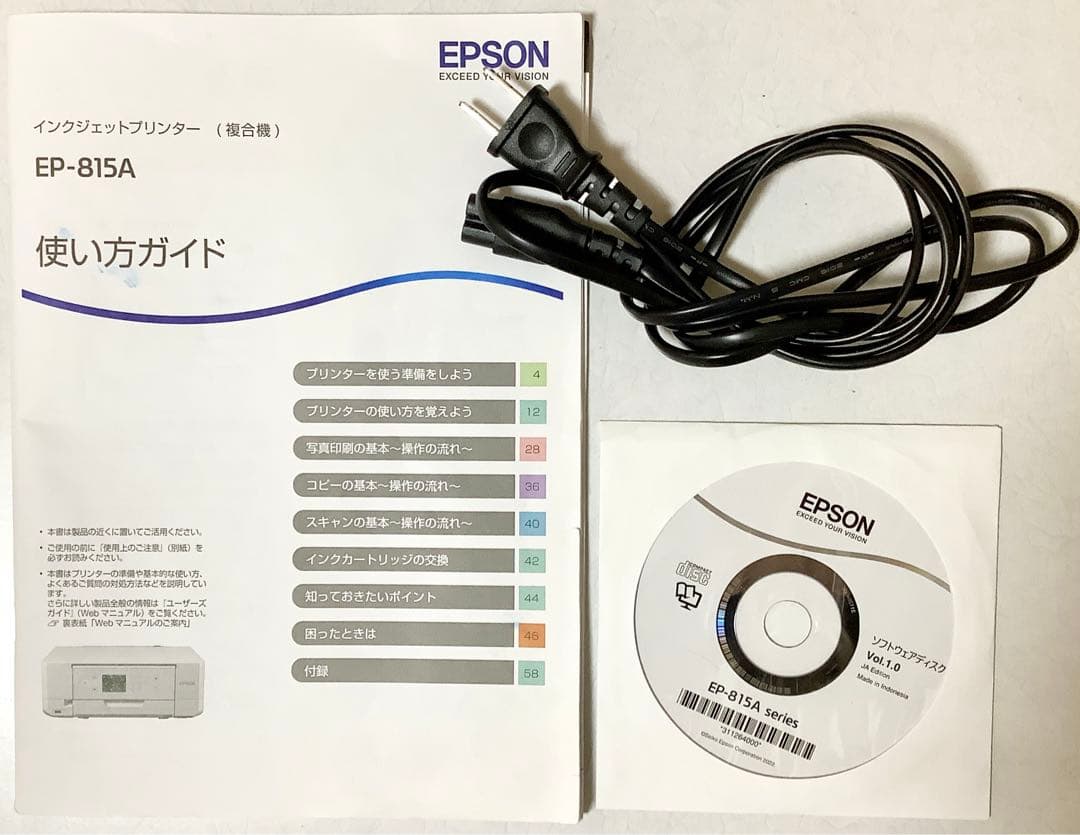 EPSON
EXCEED YOUR VISION
インクジェットプリンター （複合機）
EP-815A
使い方ガイド
プリンターを使う準備をしよう 4
プリンターの使い方を覚えよう 12
写真印刷の基本～操作の流れ～ 28
コピーの基本～操作の流れ～ 36
スキャンの基本～操作の流れ～ 40
インクカートリッジの交換 42
知っておきたいポイント 44
困ったときは 46
付録 58
• 本書は製品の近くに置いてご活用ください。
• ご使用の前に『使用上のご注意』（別紙）を
必ずお読みください。
• 本書はプリンターの準備や基本的な使い方、
よくあるご質問の対処方法などを説明してい
ます。
さらに詳しい製品全般の情報は『ユーザーズ
ガイド』（Web マニュアル）をご覧ください。
☞ 裏表紙「Web マニュアルのご案内」
EPSON
EPSON
EXCEED YOUR VISION
COMPACT
disc
ソフトウェアディスク
Vol.1.0
JA Edition
Made in Indonesia
EP-815A series
*311264000*
©Seiko Epson Corporation 2022